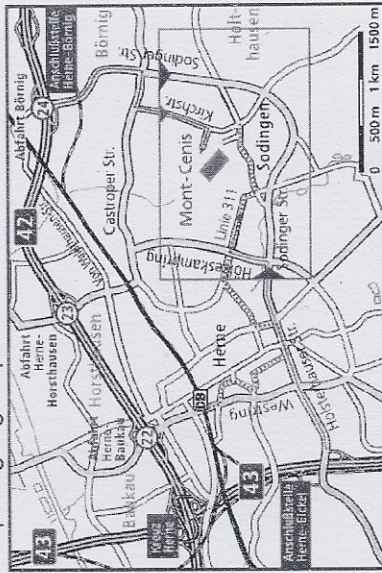 43
Kreuz Herne
43
Anschlußstelle
Herne-Eickel
Baukau
Abfahrt
Herne-
Baukau
22
Abfahrt
Herne-
Horsthausen
Horsthausen
23
42
Abfahrt Börnig
24
Anschlußstelle
Herne-Börnig
Börnig
Castroper Str.
Sodinger Str.
Kirchstr.
Holt-
hausen
Mont-Cenis
Sodingen
Linie 311
Sodinger Str.
Herne
Westring
0 500 m 1 km 1500 m